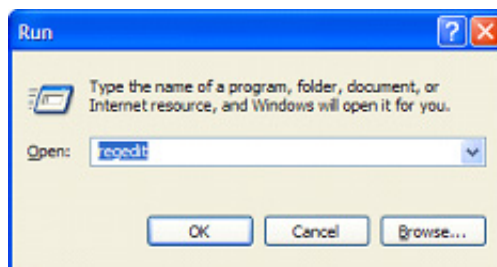 Run
Type the name of a program, folder, document, or
Internet resource, and Windows will open it for you.
Open: regedit
OK Cancel Browse...